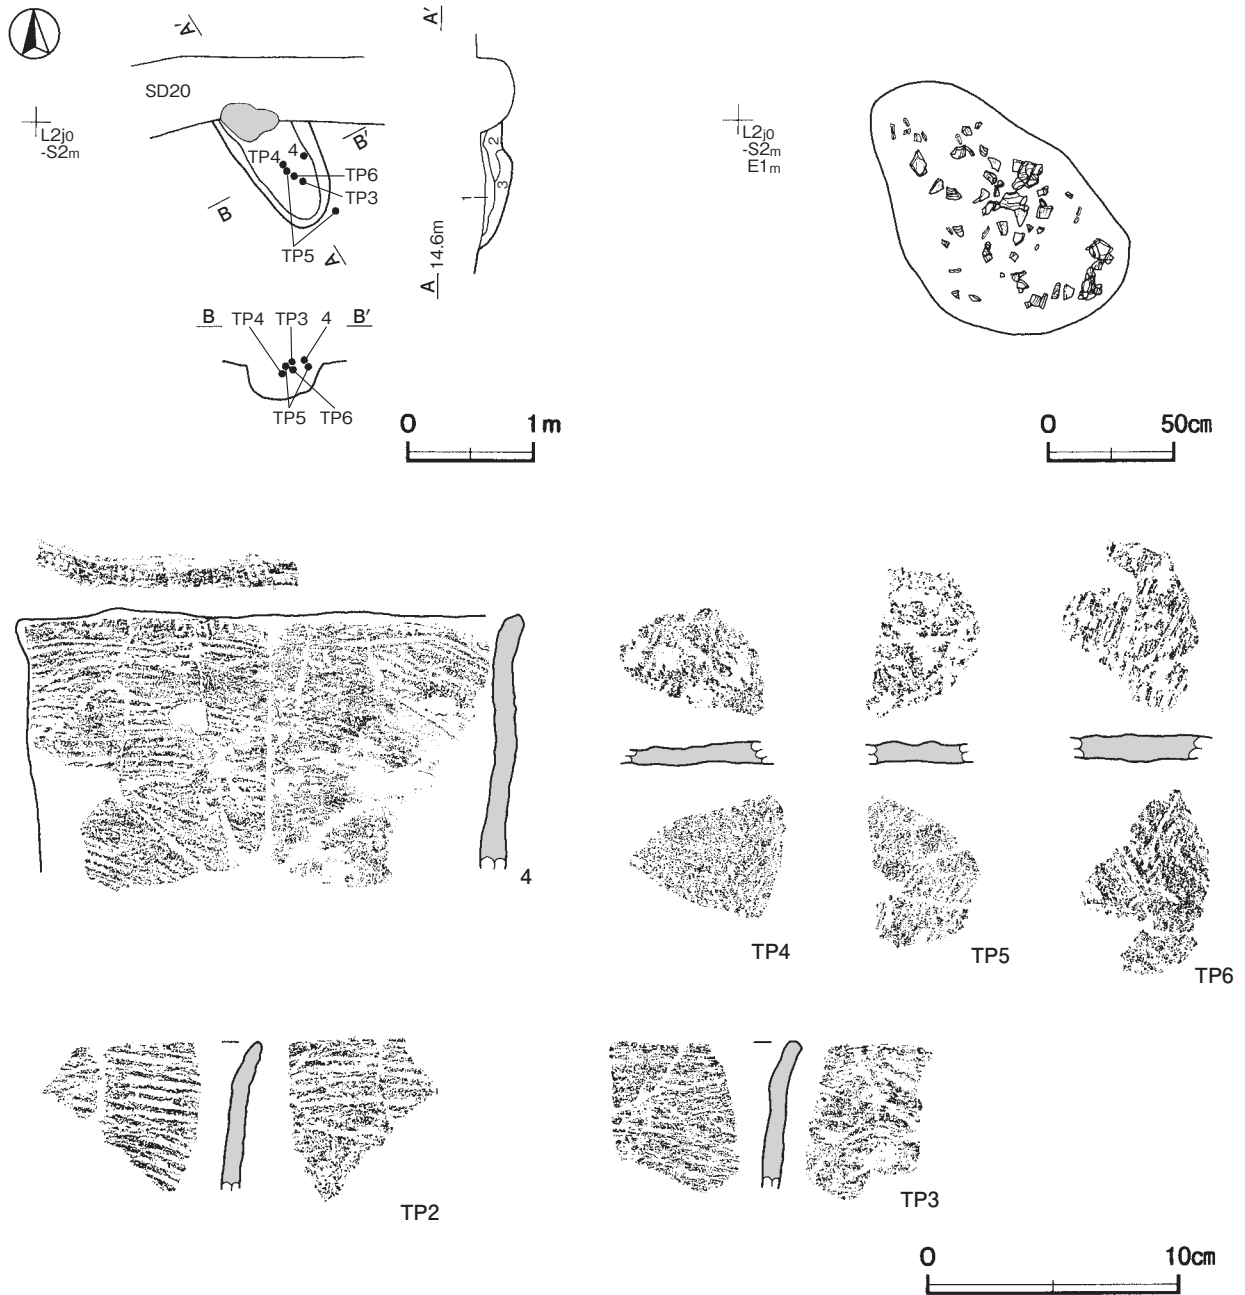 A'
A'
SD20
L2j0
-S2m
B'
4
TP4
TP6
TP3
B
TP5
A
2
3
1
A 14.6m
L2j0
-S2m
E1m
B TP4 TP3 4 B'
TP5 TP6
0 1m
0 50cm
4
TP4
TP5
TP6
TP2
TP3
0 10cm